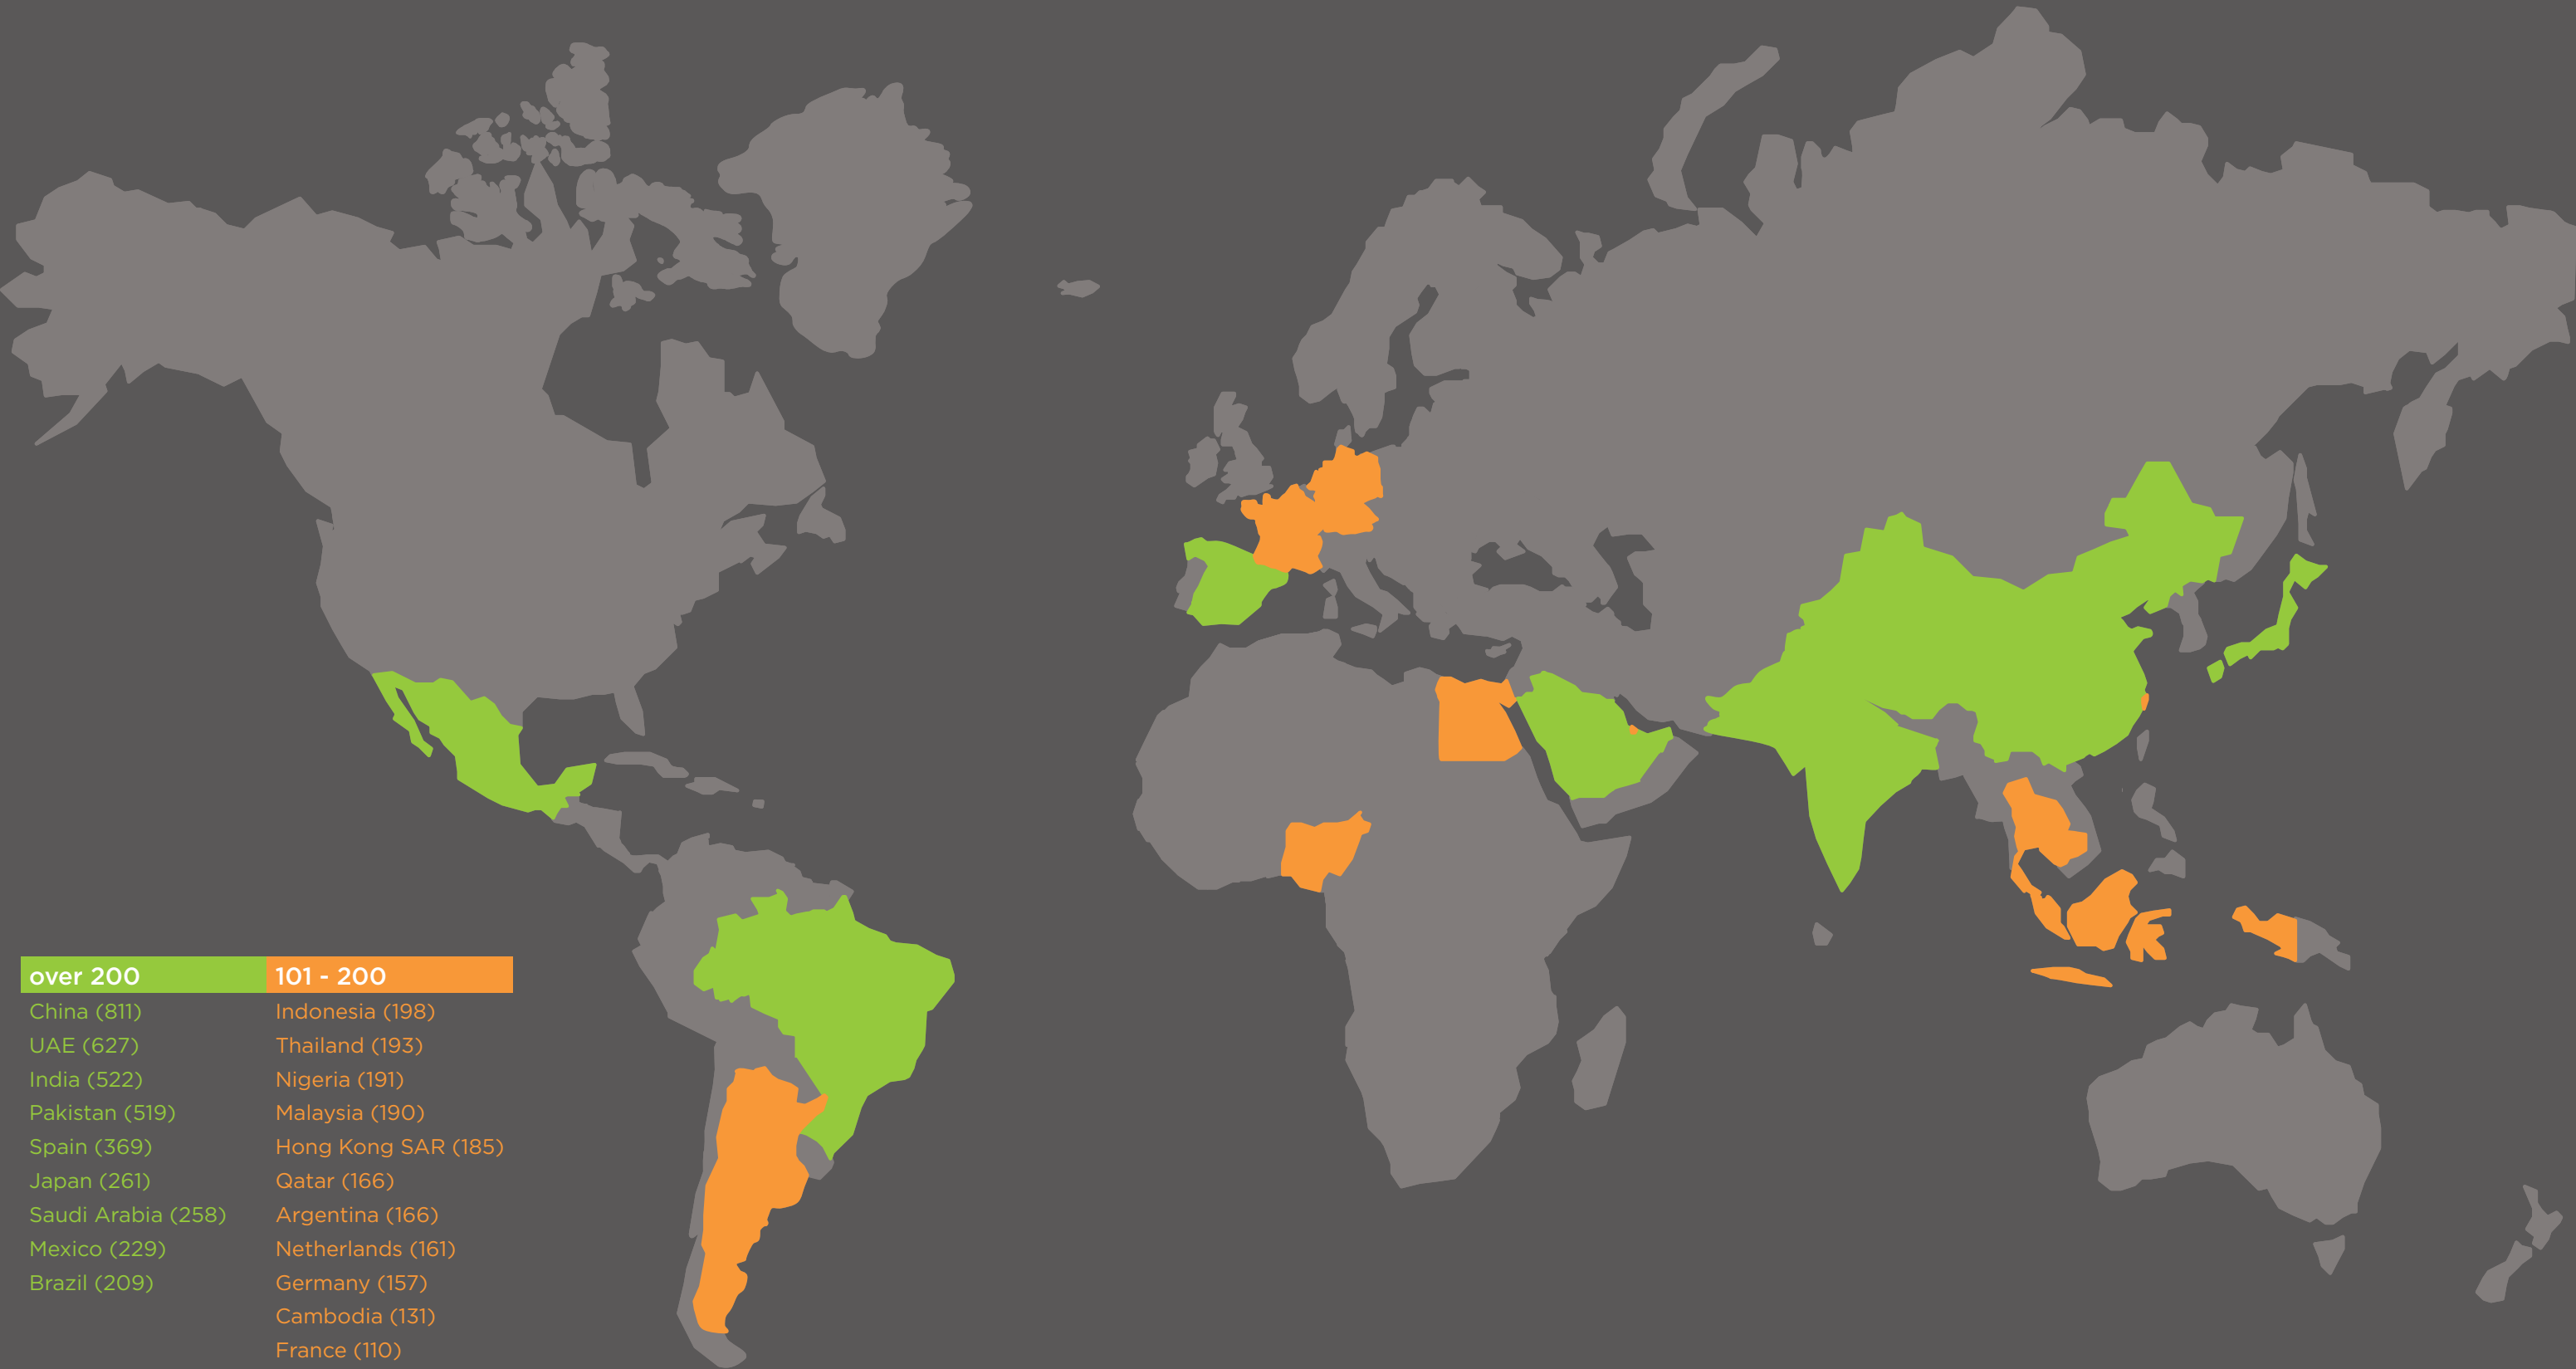 over 200
China (811)
UAE (627)
India (522)
Pakistan (519)
Spain (369)
Japan (261)
Saudi Arabia (258)
Mexico (229)
Brazil (209)
101 - 200
Indonesia (198)
Thailand (193)
Nigeria (191)
Malaysia (190)
Hong Kong SAR (185)
Qatar (166)
Argentina (166)
Netherlands (161)
Germany (157)
Cambodia (131)
France (110)